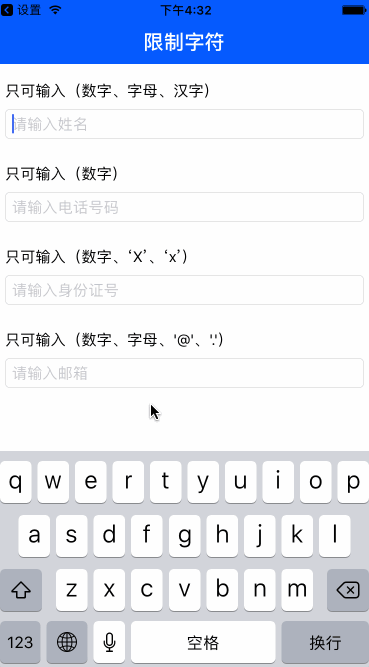 设置 下午4:32
限制字符
只可输入（数字、字母、汉字）
请输入姓名
只可输入（数字）
请输入电话号码
只可输入（数字、‘X’、‘x’）
请输入身份证号
只可输入（数字、字母、'@'、'.'）
请输入邮箱
q w e r t y u i o p
a s d f g h j k l
z x c v b n m
123 空格 换行